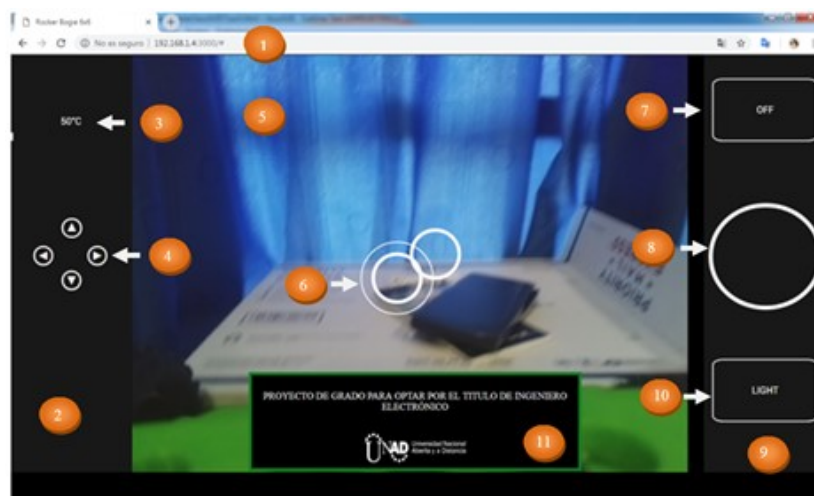 Rocker Bogie 6x6
No es seguro | 192.168.1.4:3000/#
1
50°C
3
5
7
OFF
4
8
6
10
LIGHT
2
PROYECTO DE GRADO PARA OPTAR POR EL TITULO DE INGENIERO
ELECTRÓNICO
UNAD Universidad Nacional
Abierta y a Distancia
11
9